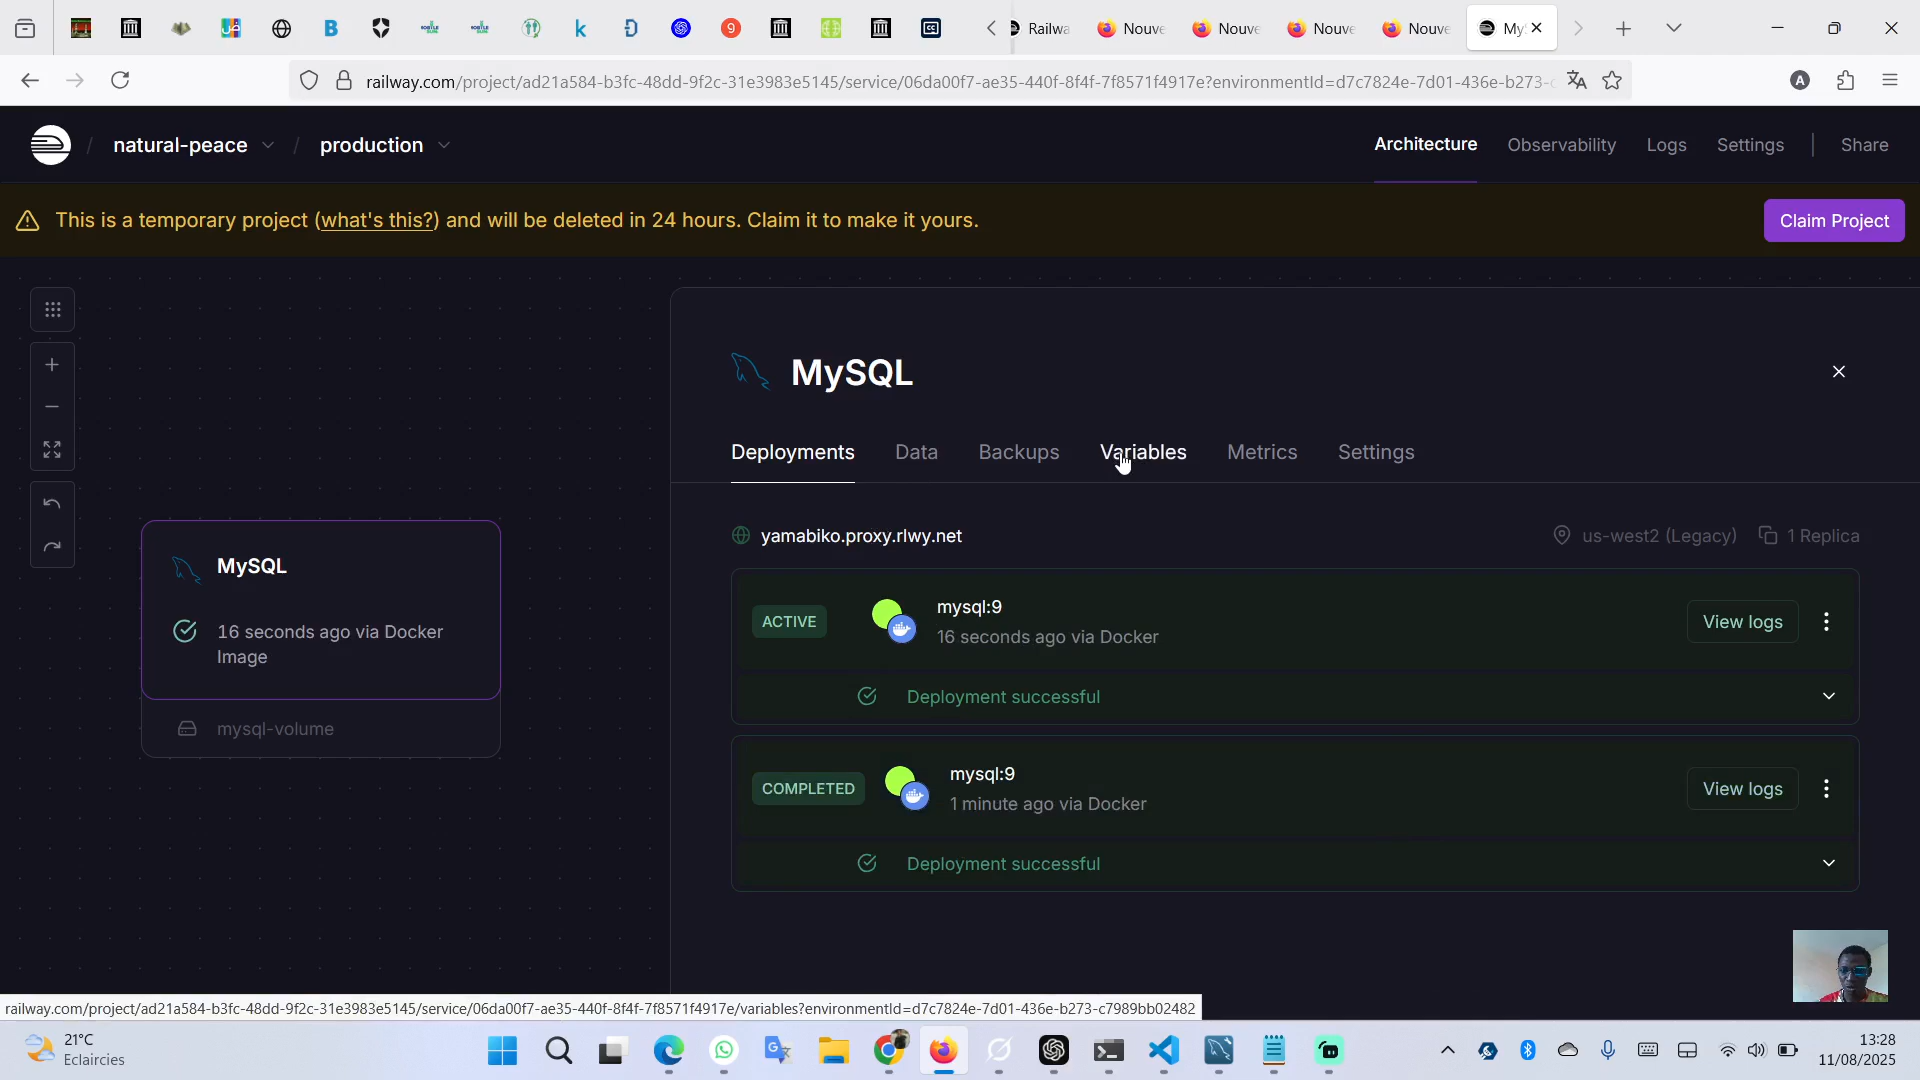 Railwa
Nouve
Nouve
Nouve
Nouve
My
railway.com/project/ad21a584-b3fc-48dd-9f2c-31e3983e5145/service/06da00f7-ae35-440f-8f4f-7f8571f4917e?environmentId=d7c7824e-7d01-436e-b273-
natural-peace
/
production
Architecture
Observability
Logs
Settings
Share
This is a temporary project (what's this?) and will be deleted in 24 hours. Claim it to make it yours.
Claim Project
MySQL
Deployments
Data
Backups
Variables
Metrics
Settings
yamabiko.proxy.rlwy.net
us-west2 (Legacy)
1 Replica
MySQL
16 seconds ago via Docker
Image
mysql-volume
ACTIVE
mysql:9
16 seconds ago via Docker
View logs
Deployment successful
COMPLETED
mysql:9
1 minute ago via Docker
View logs
Deployment successful
railway.com/project/ad21a584-b3fc-48dd-9f2c-31e3983e5145/service/06da00f7-ae35-440f-8f4f-7f8571f4917e/variables?environmentId=d7c7824e-7d01-436e-b273-c7989bb02482
21°C
Eclaircies
13:28
11/08/2025